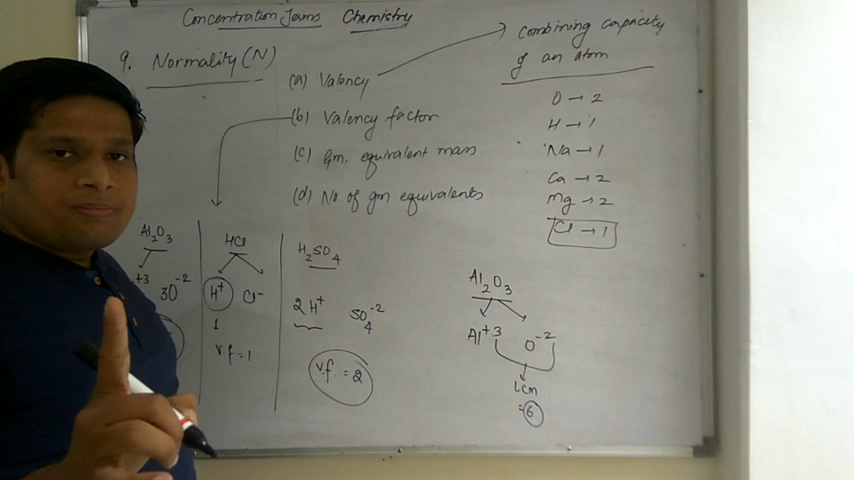 Concentration Terms Chemistry
9. Normality (N)
(a) Valency
(b) Valency factor
(c) Gm. equivalent mass
(d) No. of gm equivalents
combining capacity
of an atom
O → 2
H → 1
Na → 1
Ca → 2
Mg → 2
Cl → 1
Al2O3
+3 3O-2
HCl
H+ Cl-
1
v.f = 1
H2SO4
2H+ SO4-2
v.f. = 2
Al2O3
Al+3 O-2
LCM
= 6